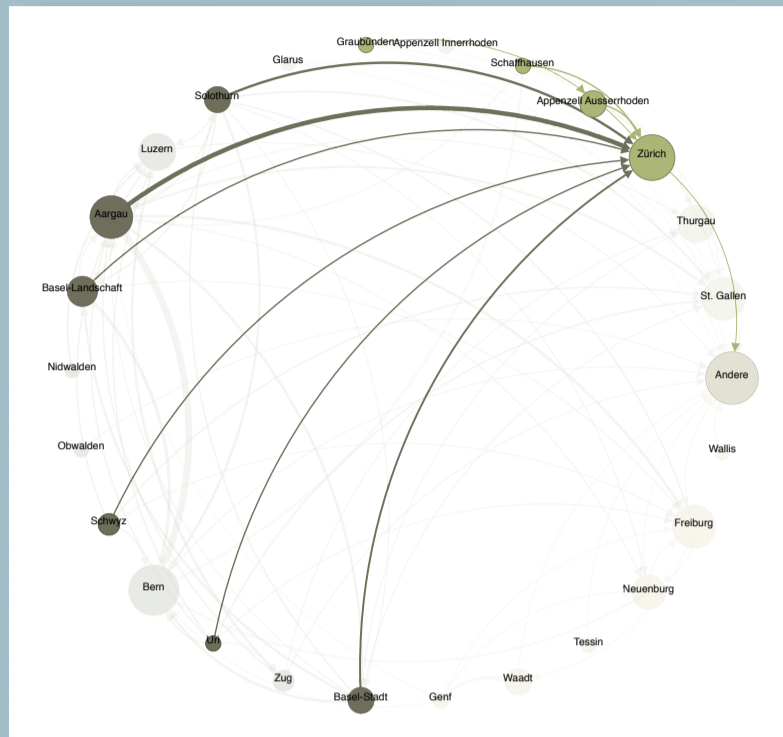 Graubünden
Appenzell Innerrhoden
Glarus
Schaffhausen
Solothurn
Appenzell Ausserrhoden
Luzern
Zürich
Aargau
Thurgau
Basel-Landschaft
St. Gallen
Nidwalden
Andere
Obwalden
Wallis
Schwyz
Freiburg
Bern
Neuenburg
Uri
Tessin
Zug
Waadt
Basel-Stadt
Genf